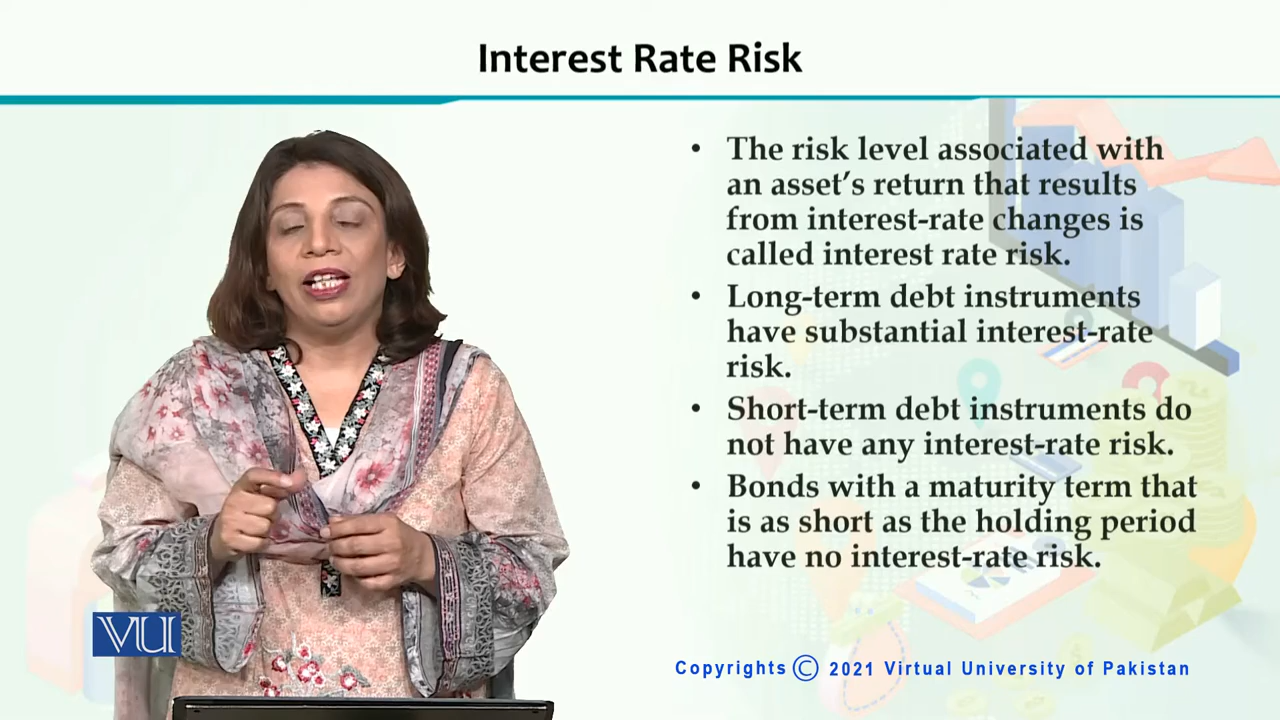 Interest Rate Risk
• The risk level associated with
an asset’s return that results
from interest-rate changes is
called interest rate risk.
• Long-term debt instruments
have substantial interest-rate
risk.
• Short-term debt instruments do
not have any interest-rate risk.
• Bonds with a maturity term that
is as short as the holding period
have no interest-rate risk.
VU
Copyrights © 2021 Virtual University of Pakistan